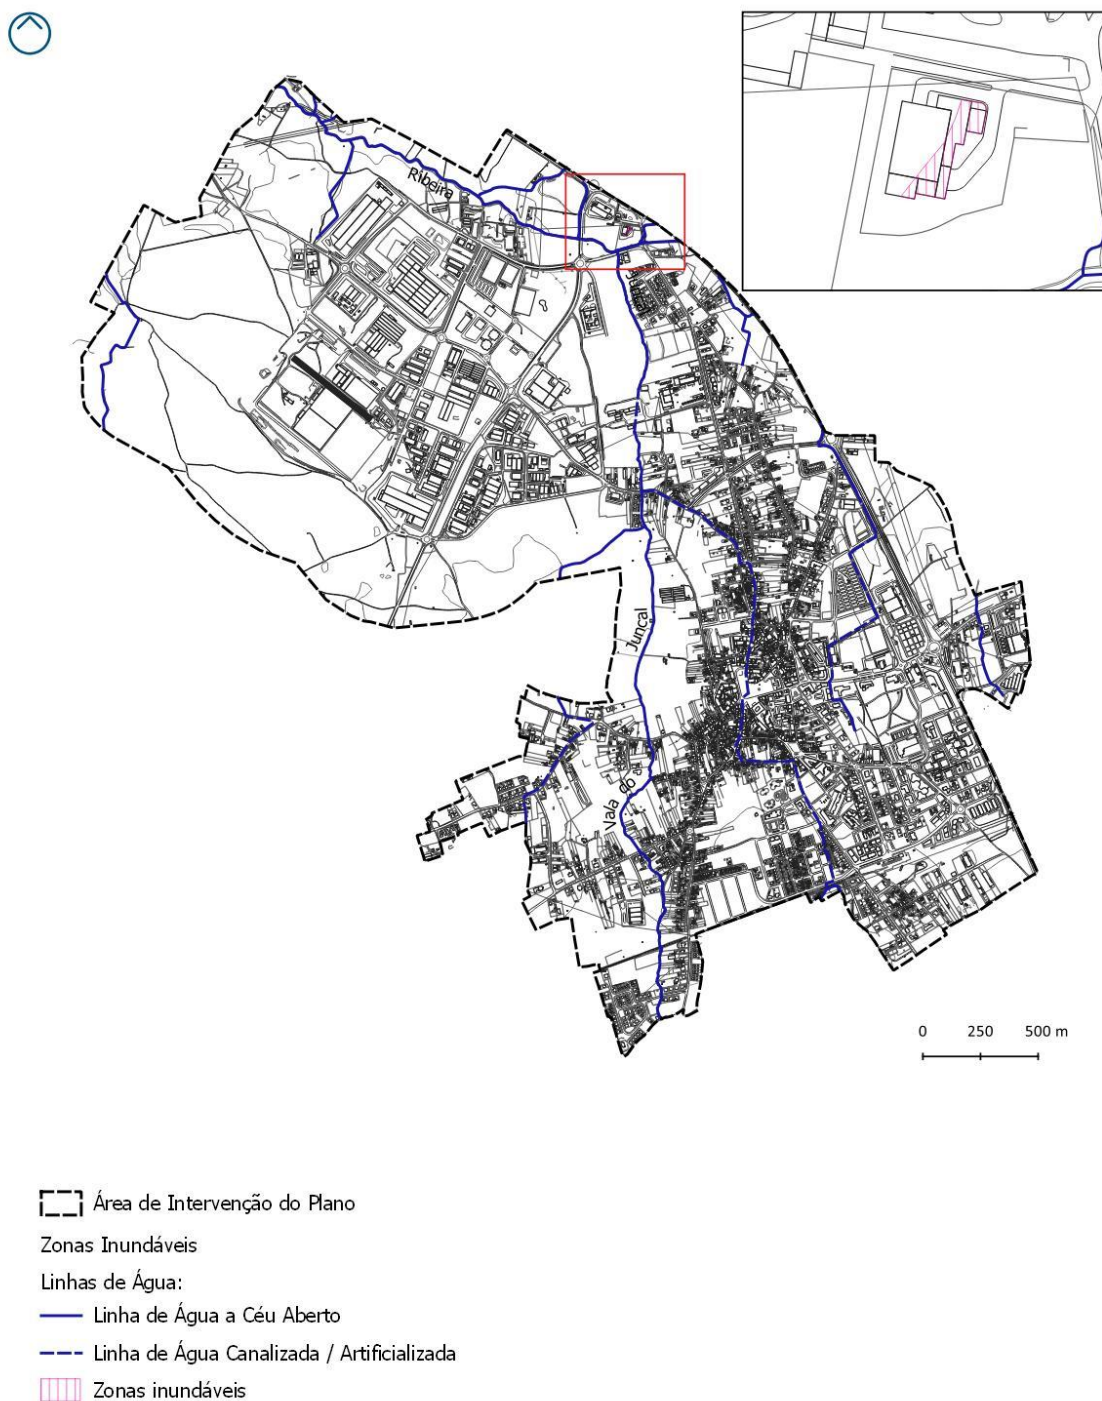 Ribeira
Juncal
do
Vala
0 250 500 m
Área de Intervenção do Plano
Zonas Inundáveis
Linhas de Água:
Linha de Água a Céu Aberto
Linha de Água Canalizada / Artificializada
Zonas inundáveis